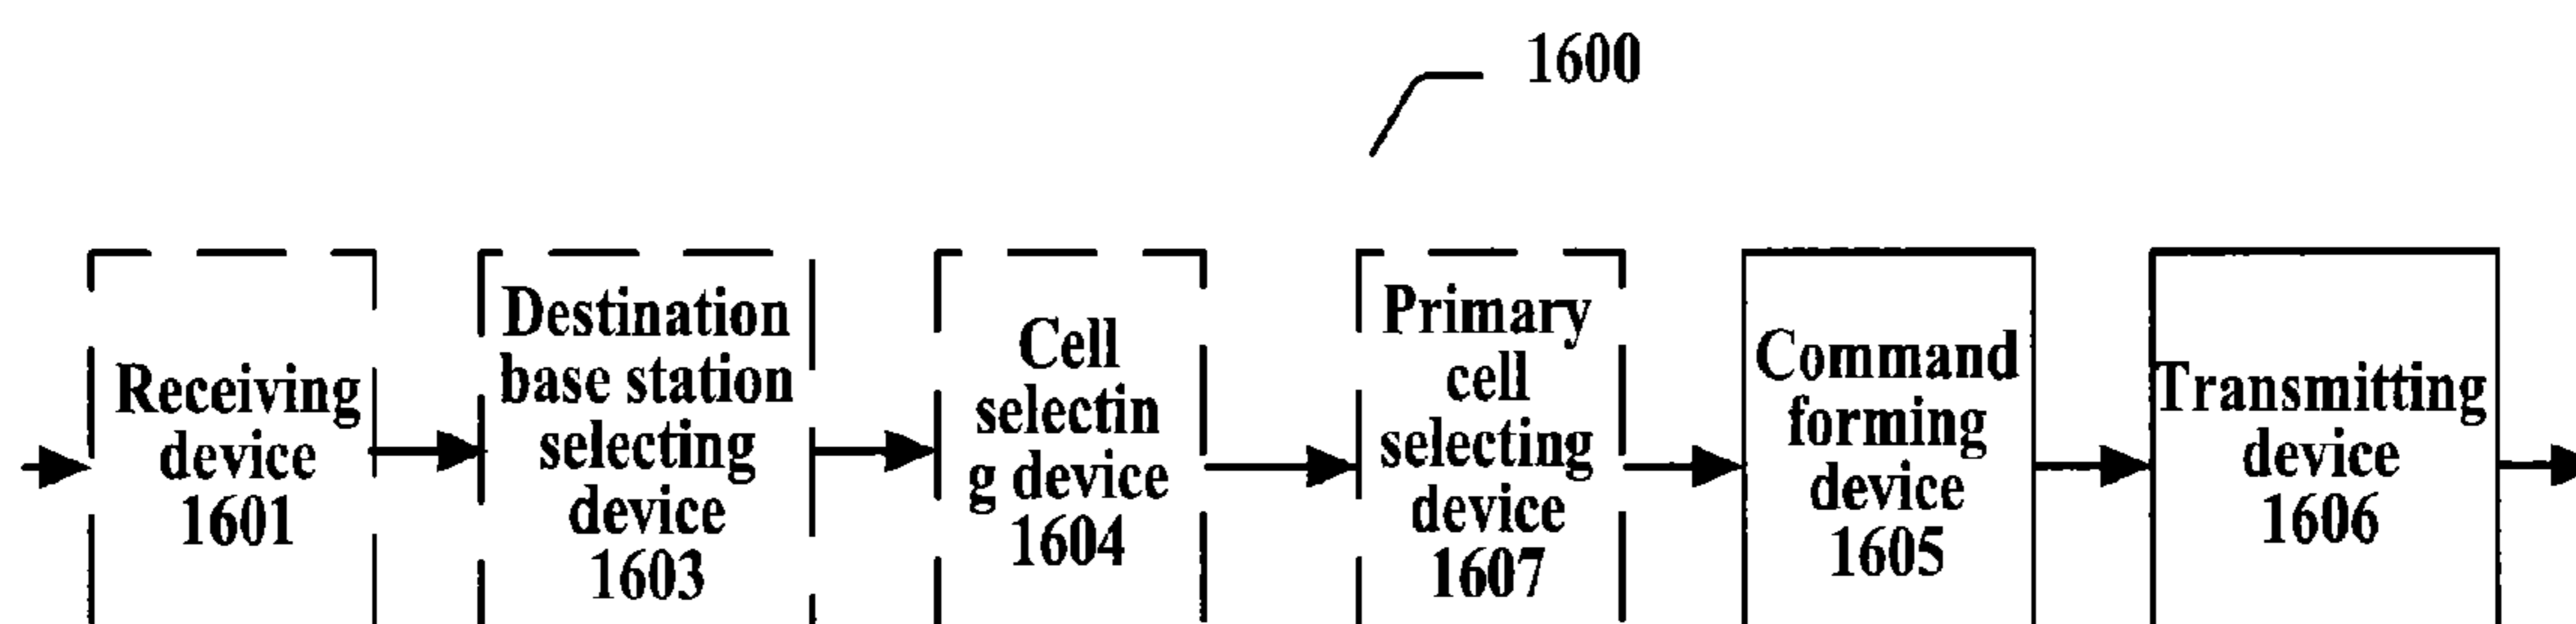 1600
Receiving
device
1601
Destination
base station
selecting
device
1603
Cell
selectin
g device
1604
Primary
cell
selecting
device
1607
Command
forming
device
1605
Transmitting
device
1606